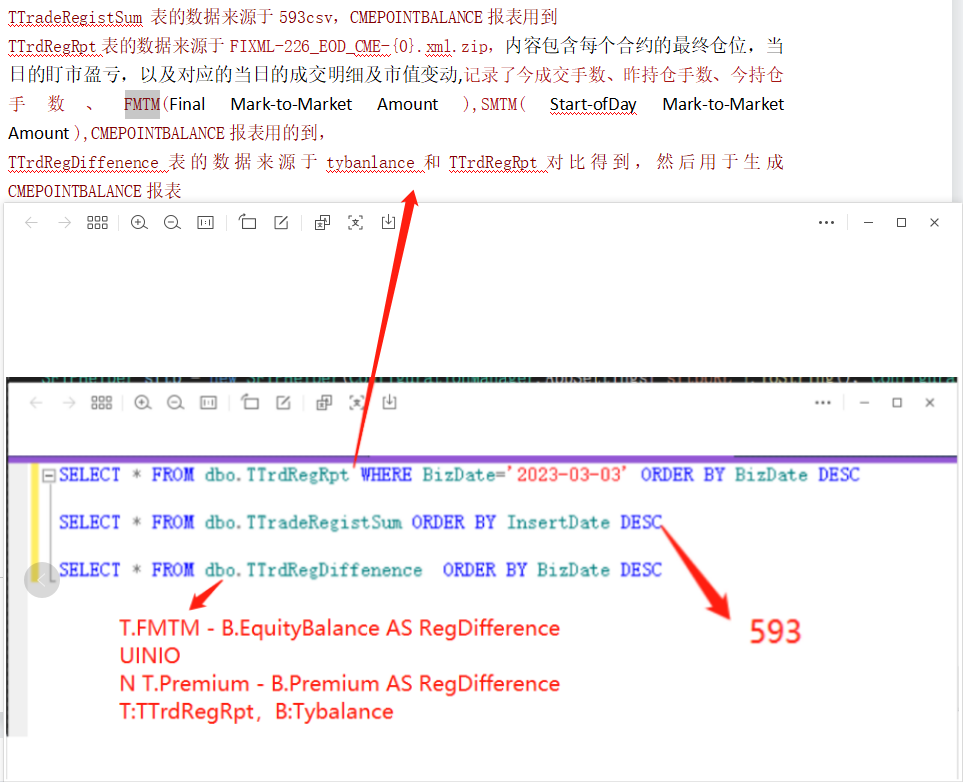 TTradeRegistSum 表的数据来源于593csv，CMEPOINTBALANCE 报表用到
TTrdRegRpt 表的数据来源于 FIXML-226_EOD_CME-{0}.xml.zip，内容包含每个合约的最终仓位，当
日的盯市盈亏，以及对应的当日的成交明细及市值变动,记录了今成交手数、昨持仓手数、今持仓
手数、FMTM(Final Mark-to-Market Amount ),SMTM( Start-ofDay Mark-to-Market
Amount ),CMEPOINTBALANCE 报表用的到，
TTrdRegDiffenence 表的数据来源于 tybanlance 和 TTrdRegRpt 对比得到，然后用于生成
CMEPOINTBALANCE 报表
SELECT * FROM dbo.TTrdRegRpt WHERE BizDate='2023-03-03' ORDER BY BizDate DESC
SELECT * FROM dbo.TTradeRegistSum ORDER BY InsertDate DESC
SELECT * FROM dbo.TTrdRegDiffenence ORDER BY BizDate DESC
T.FMTM - B.EquityBalance AS RegDifference
593
UINIO
N T.Premium - B.Premium AS RegDifference
T:TTrdRegRpt，B:Tybalance